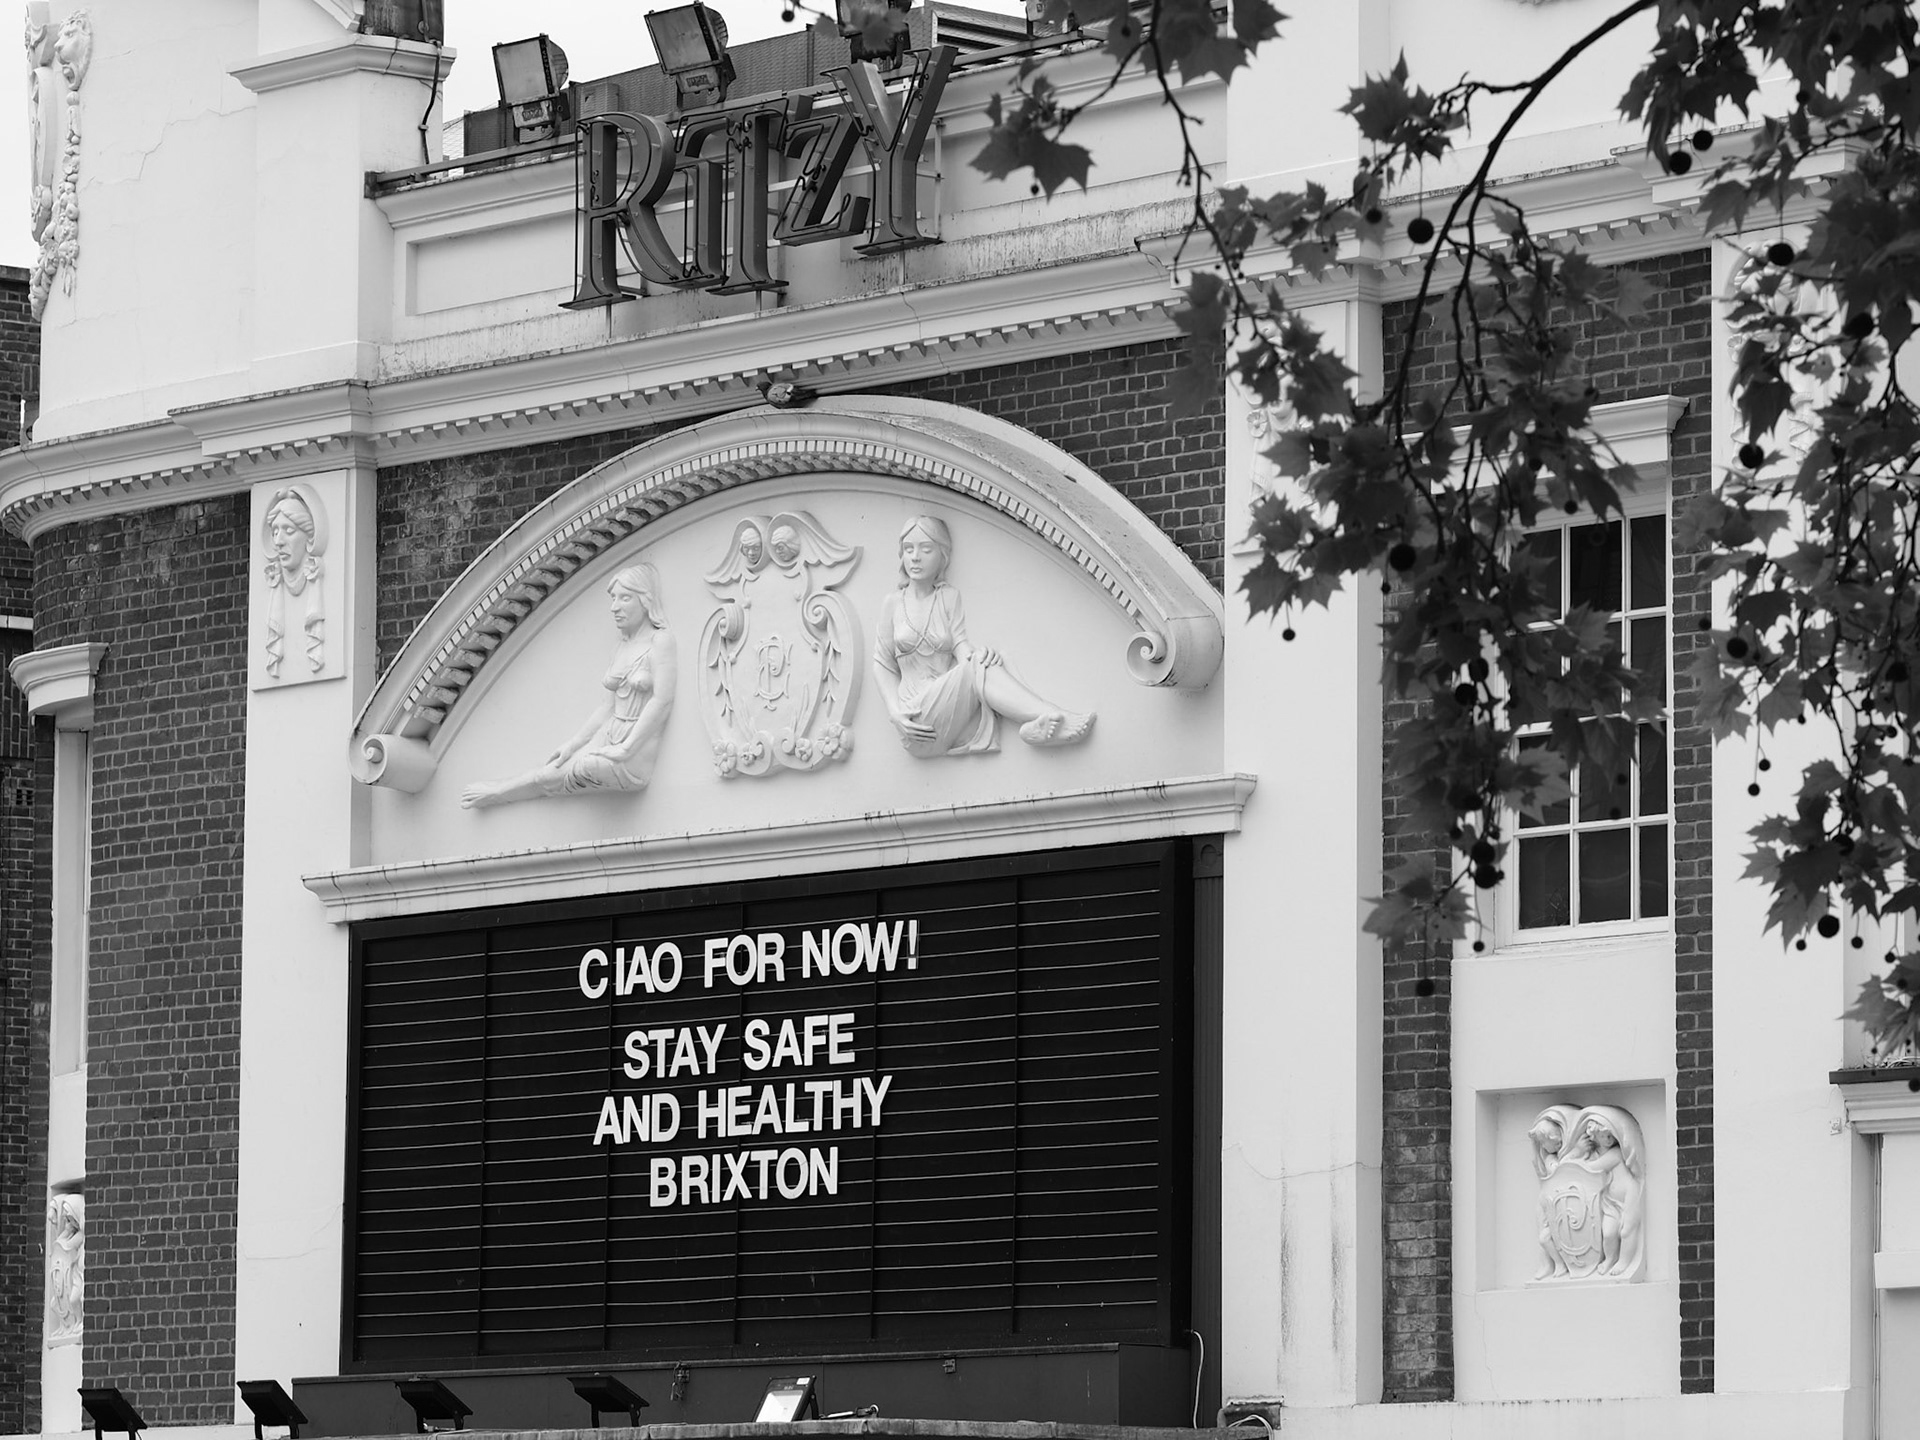 RITZY
CIAO FOR NOW!
STAY SAFE
AND HEALTHY
BRIXTON